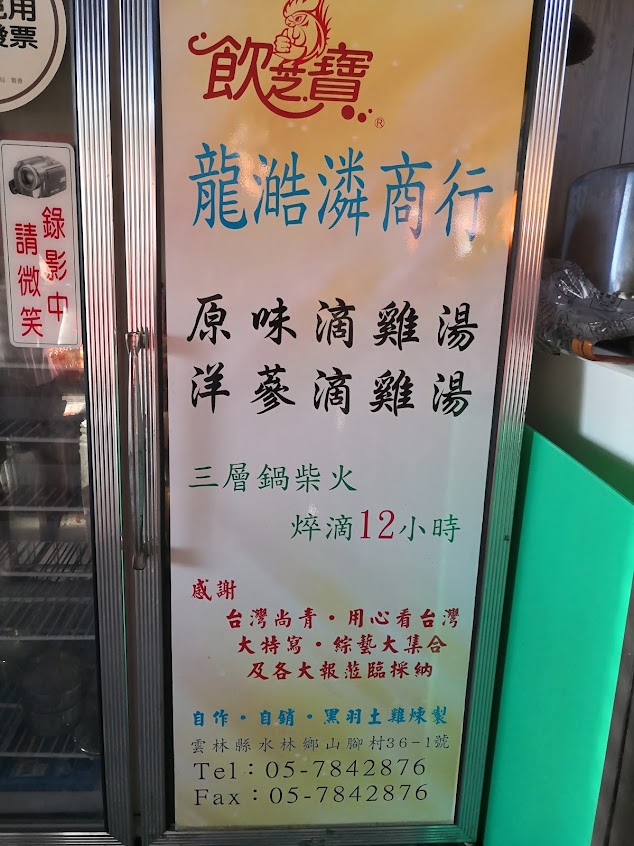 用
發票
錄影中
請微笑
飲芝寶
®
龍澔潾商行
原味滴雞湯
洋蔘滴雞湯
三層鍋柴火
焠滴12小時
感謝
台灣尚青·用心看台灣
大特寫·綜藝大集合
及各大報蒞臨採納
自作·自銷·黑羽土雞煉製
雲林縣水林鄉山腳村36-1號
Tel：05-7842876
Fax：05-7842876